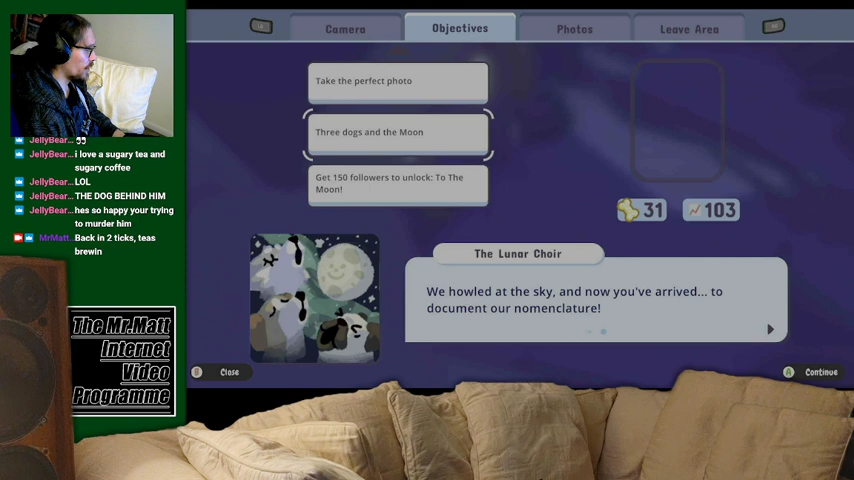 Camera
Objectives
Photos
Leave Area
Take the perfect photo
Three dogs and the Moon
Get 150 followers to unlock: To The
Moon!
31
103
The Lunar Choir
We howled at the sky, and now you've arrived... to
document our nomenclature!
Close
Continue
JellyBear...
JellyBear... i love a sugary tea and
sugary coffee
JellyBear... LOL
JellyBear... THE DOG BEHIND HIM
JellyBear... hes so happy your trying
to murder him
MrMatt... Back in 2 ticks, teas
brewin
The Mr.Matt
Internet
Video
Programme